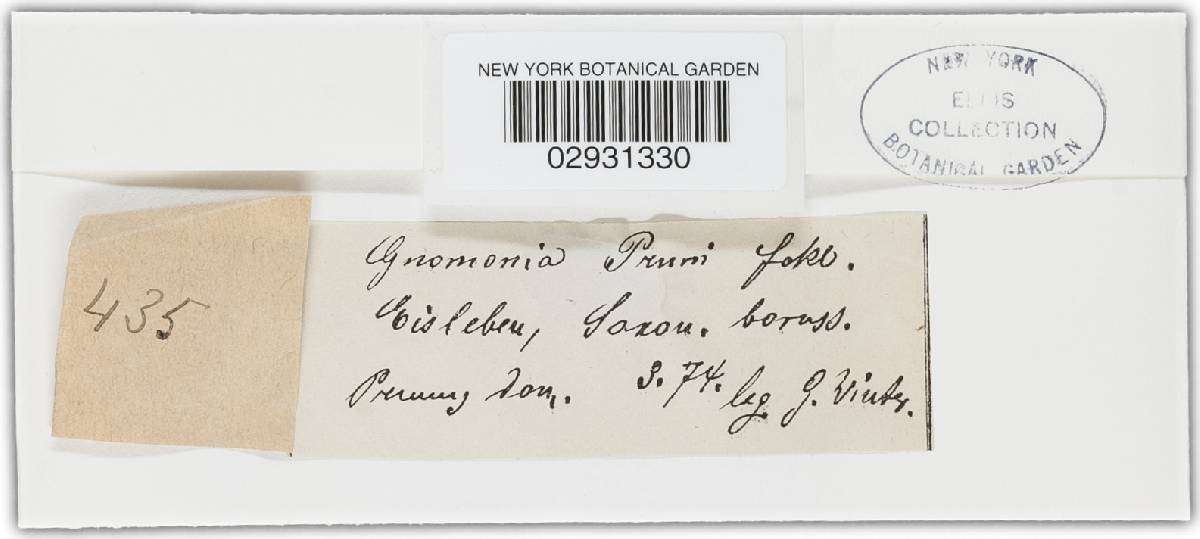 NEW YORK BOTANICAL GARDEN
02931330
NEW YORK
ELLIS
COLLECTION
BOTANICAL GARDEN
435
Gnomonia Pruni fckl.
Eisleben, Saxon. boruss.
Prunus dom. 3. 74. leg G. Winter.